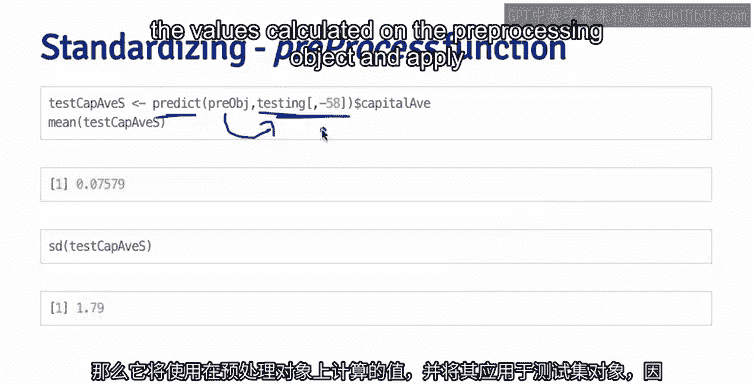 the values calculated on the preprocessing
Standardizing - preProcess function
object and apply
testCapAveS <- predict(preObj,testing[,-58])$capitalAve
mean(testCapAveS)
[1] 0.07579
sd(testCapAveS)
[1] 1.79
那么它将使用在预处理对象上计算的值，并将其应用于测试集对象，因